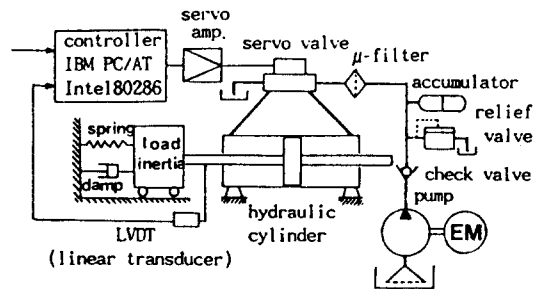 controller
IBM PC/AT
Intel80286
servo
amp.
servo valve
μ-filter
accumulator
relief
valve
spring
damp
load
inertia
check valve
pump
EM
hydraulic
cylinder
LVDT
(linear transducer)